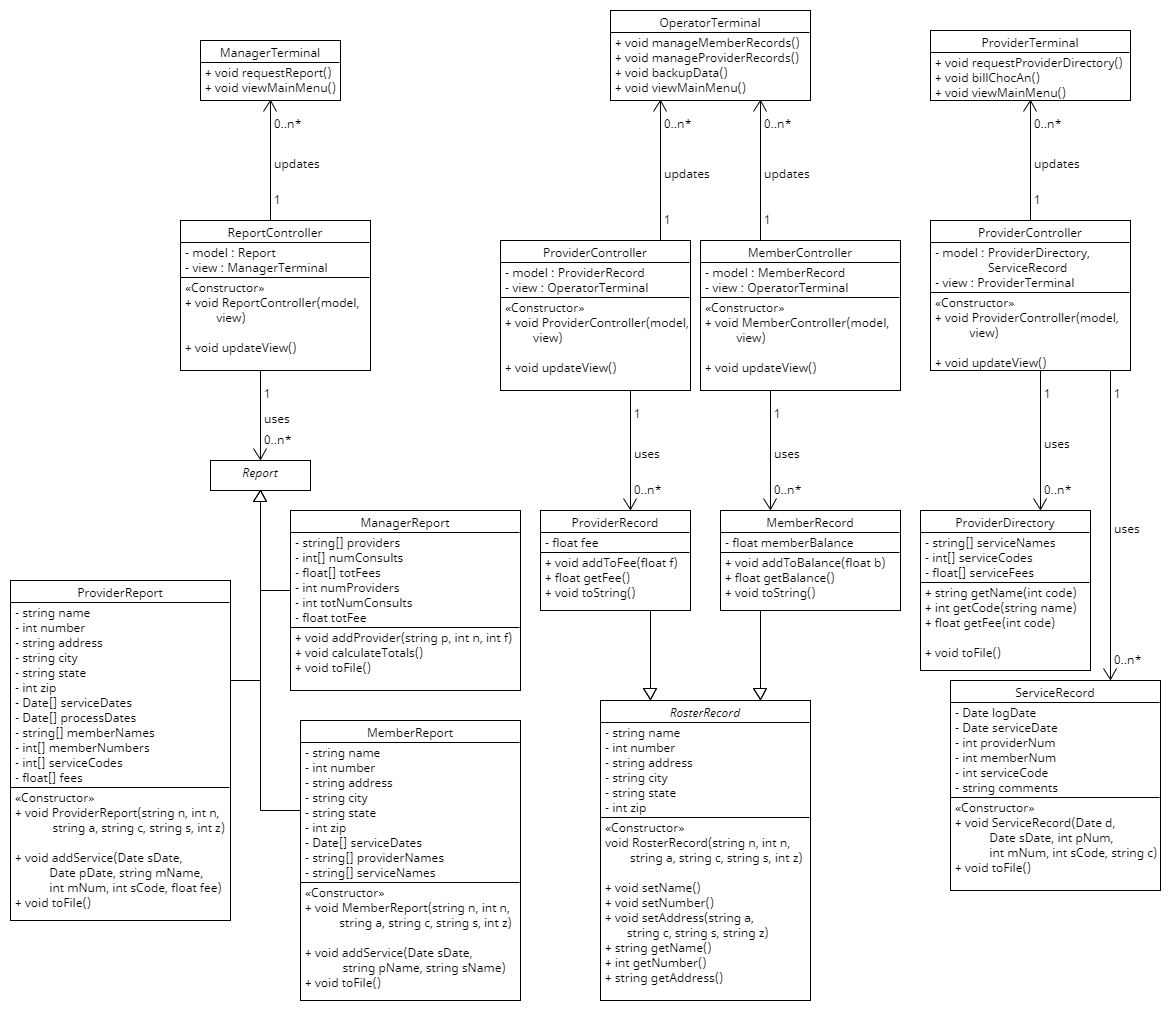 ManagerTerminal
+ void requestReport()
+ void viewMainMenu()
OperatorTerminal
+ void manageMemberRecords()
+ void manageProviderRecords()
+ void backupData()
+ void viewMainMenu()
ProviderTerminal
+ void requestProviderDirectory()
+ void billChocAn()
+ void viewMainMenu()
0..n*
updates
1
0..n*
updates
1
0..n*
updates
1
0..n*
updates
1
ReportController
- model : Report
- view : ManagerTerminal
«Constructor»
+ void ReportController(model,
view)
+ void updateView()
ProviderController
- model : ProviderRecord
- view : OperatorTerminal
«Constructor»
+ void ProviderController(model,
view)
+ void updateView()
MemberController
- model : MemberRecord
- view : OperatorTerminal
«Constructor»
+ void MemberController(model,
view)
+ void updateView()
ProviderController
- model : ProviderDirectory,
ServiceRecord
- view : ProviderTerminal
«Constructor»
+ void ProviderController(model,
view)
+ void updateView()
1
uses
0..n*
1
uses
0..n*
1
uses
0..n*
1
uses
0..n*
1
uses
0..n*
Report
ManagerReport
- string[] providers
- int[] numConsults
- float[] totFees
- int numProviders
- int totNumConsults
- float totFee
+ void addProvider(string p, int n, int f)
+ void calculateTotals()
+ void toFile()
ProviderReport
- string name
- int number
- string address
- string city
- string state
- int zip
- Date[] serviceDates
- Date[] processDates
- string[] memberNames
- int[] memberNumbers
- int[] serviceCodes
- float[] fees
«Constructor»
+ void ProviderReport(string n, int n,
string a, string c, string s, int z)
+ void addService(Date sDate,
Date pDate, string mName,
int mNum, int sCode, float fee)
+ void toFile()
MemberReport
- string name
- int number
- string address
- string city
- string state
- int zip
- Date[] serviceDates
- string[] providerNames
- string[] serviceNames
«Constructor»
+ void MemberReport(string n, int n,
string a, string c, string s, int z)
+ void addService(Date sDate,
string pName, string sName)
+ void toFile()
ProviderRecord
- float fee
+ void addToFee(float f)
+ float getFee()
+ void toString()
MemberRecord
- float memberBalance
+ void addToBalance(float b)
+ float getBalance()
+ void toString()
RosterRecord
- string name
- int number
- string address
- string city
- string state
- int zip
«Constructor»
void RosterRecord(string n, int n,
string a, string c, string s, int z)
+ void setName()
+ void setNumber()
+ void setAddress(string a,
string c, string s, string z)
+ string getName()
+ int getNumber()
+ string getAddress()
ProviderDirectory
- string[] serviceNames
- int[] serviceCodes
- float[] serviceFees
+ string getName(int code)
+ int getCode(string name)
+ float getFee(int code)
+ void toFile()
ServiceRecord
- Date logDate
- Date serviceDate
- int providerNum
- int memberNum
- int serviceCode
- string comments
«Constructor»
+ void ServiceRecord(Date d,
Date sDate, int pNum,
int mNum, int sCode, string c)
+ void toFile()